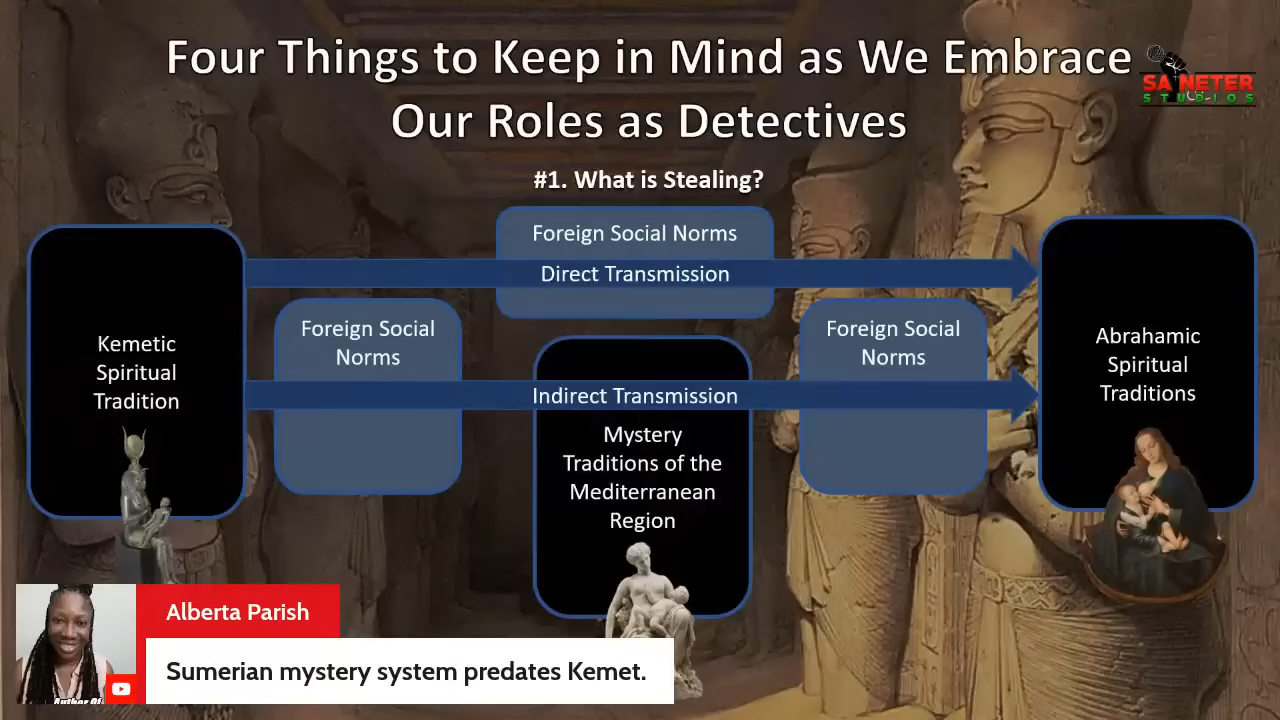 Four Things to Keep in Mind as We Embrace
Our Roles as Detectives
SA NETER
STUDIOS
#1. What is Stealing?
Foreign Social Norms
Direct Transmission
Foreign Social
Norms
Foreign Social
Norms
Kemetic
Spiritual
Tradition
Abrahamic
Spiritual
Traditions
Indirect Transmission
Mystery
Traditions of the
Mediterranean
Region
Alberta Parish
Sumerian mystery system predates Kemet.
Author Of